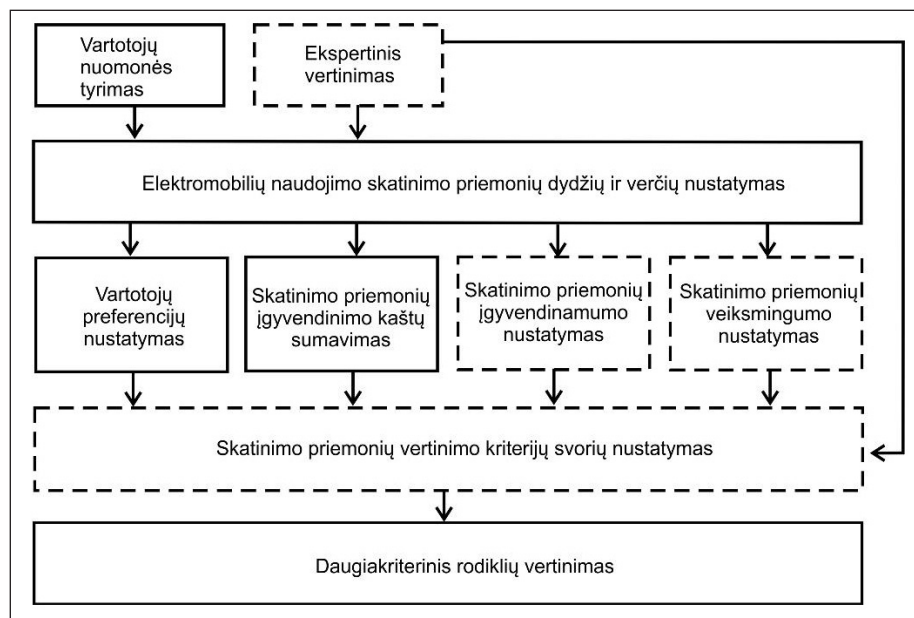 Vartotojų
nuomonės
tyrimas
Ekspertinis
vertinimas
Elektromobilių naudojimo skatinimo priemonių dydžių ir verčių nustatymas
Vartotojų
preferencijų
nustatymas
Skatinimo priemonių
įgyvendinimo kaštų
sumavimas
Skatinimo priemonių
įgyvendinamumo
nustatymas
Skatinimo priemonių
veiksmingumo
nustatymas
Skatinimo priemonių vertinimo kriterijų svorių nustatymas
Daugiakriterinis rodiklių vertinimas